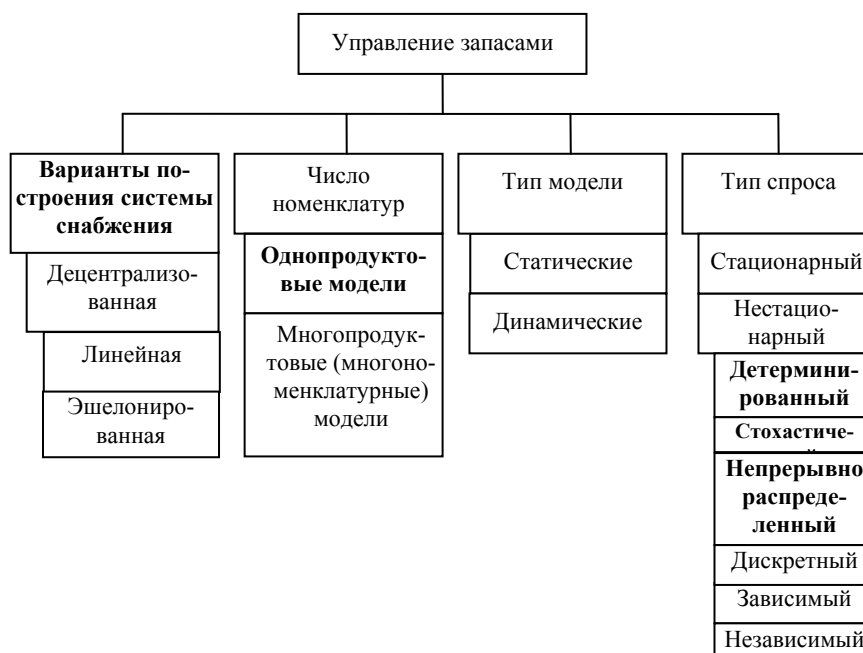 Управление запасами
Варианты по-
строения системы
снабжения
Децентрализо-
ванная
Линейная
Эшелониро-
ванная
Число
номенклатур
Однопродукто-
вые модели
Многопродук-
товые (многоно-
менклатурные)
модели
Тип модели
Статические
Динамические
Тип спроса
Стационарный
Нестацио-
нарный
Детермини-
рованный
Стохастиче-
Непрерывно
распреде-
ленный
Дискретный
Зависимый
Независимый